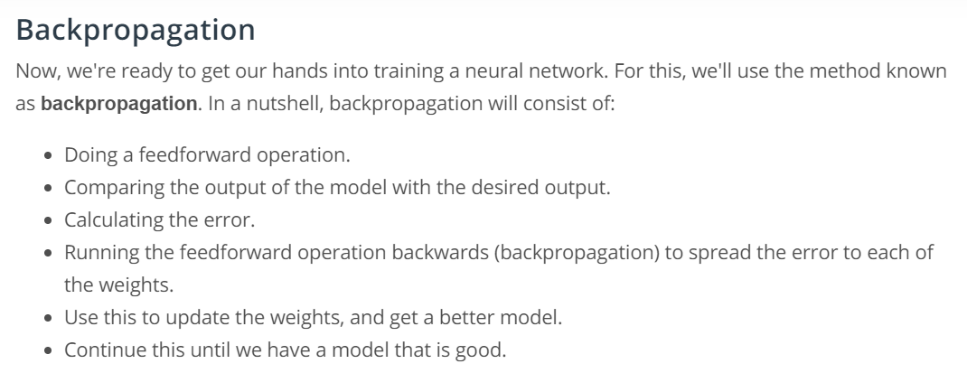 Backpropagation
Now, we're ready to get our hands into training a neural network. For this, we'll use the method known
as backpropagation. In a nutshell, backpropagation will consist of:
• Doing a feedforward operation.
• Comparing the output of the model with the desired output.
• Calculating the error.
• Running the feedforward operation backwards (backpropagation) to spread the error to each of
the weights.
• Use this to update the weights, and get a better model.
• Continue this until we have a model that is good.